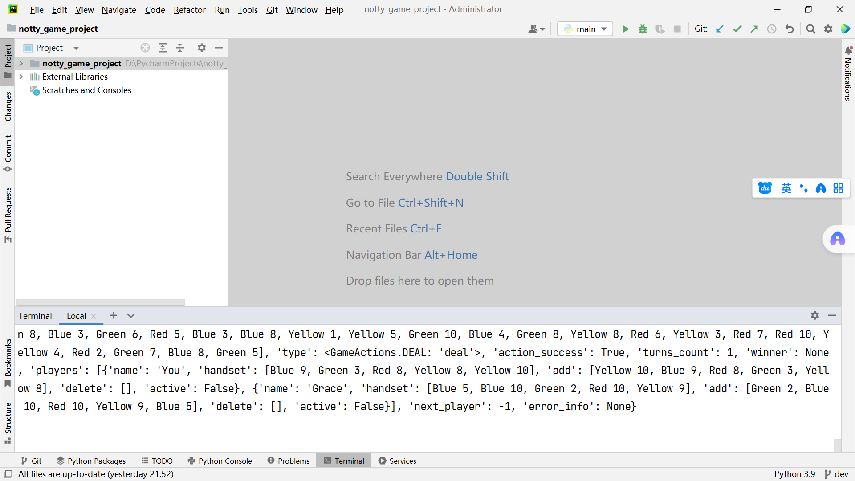 File Edit View Navigate Code Refactor Run Tools Git Window Help notty_game_project - Administrator
notty_game_project main Git:
Project
notty_game_project D:\PycharmProjects\notty_
External Libraries
Scratches and Consoles
Project
Changes
Commit
Pull Requests
Bookmarks
Structure
Notifications
Search Everywhere Double Shift
Go to File Ctrl+Shift+N
Recent Files Ctrl+E
Navigation Bar Alt+Home
Drop files here to open them
du 英
Terminal: Local
n 8, Blue 3, Green 6, Red 5, Blue 3, Blue 8, Yellow 1, Yellow 5, Green 10, Blue 4, Green 8, Yellow 8, Red 6, Yellow 3, Red 7, Red 10, Y
ellow 4, Red 2, Green 7, Blue 8, Green 5], 'type': <GameActions.DEAL: 'deal'>, 'action_success': True, 'turns_count': 1, 'winner': None
, 'players': [{'name': 'You', 'handset': [Blue 9, Green 3, Red 8, Yellow 8, Yellow 10], 'add': [Yellow 10, Blue 9, Red 8, Green 3, Yell
ow 8], 'delete': [], 'active': False}, {'name': 'Grace', 'handset': [Blue 5, Blue 10, Green 2, Red 10, Yellow 9], 'add': [Green 2, Blue
10, Red 10, Yellow 9, Blue 5], 'delete': [], 'active': False}], 'next_player': -1, 'error_info': None}
Git Python Packages TODO Python Console Problems Terminal Services
All files are up-to-date (yesterday 21:52) Python 3.9 dev